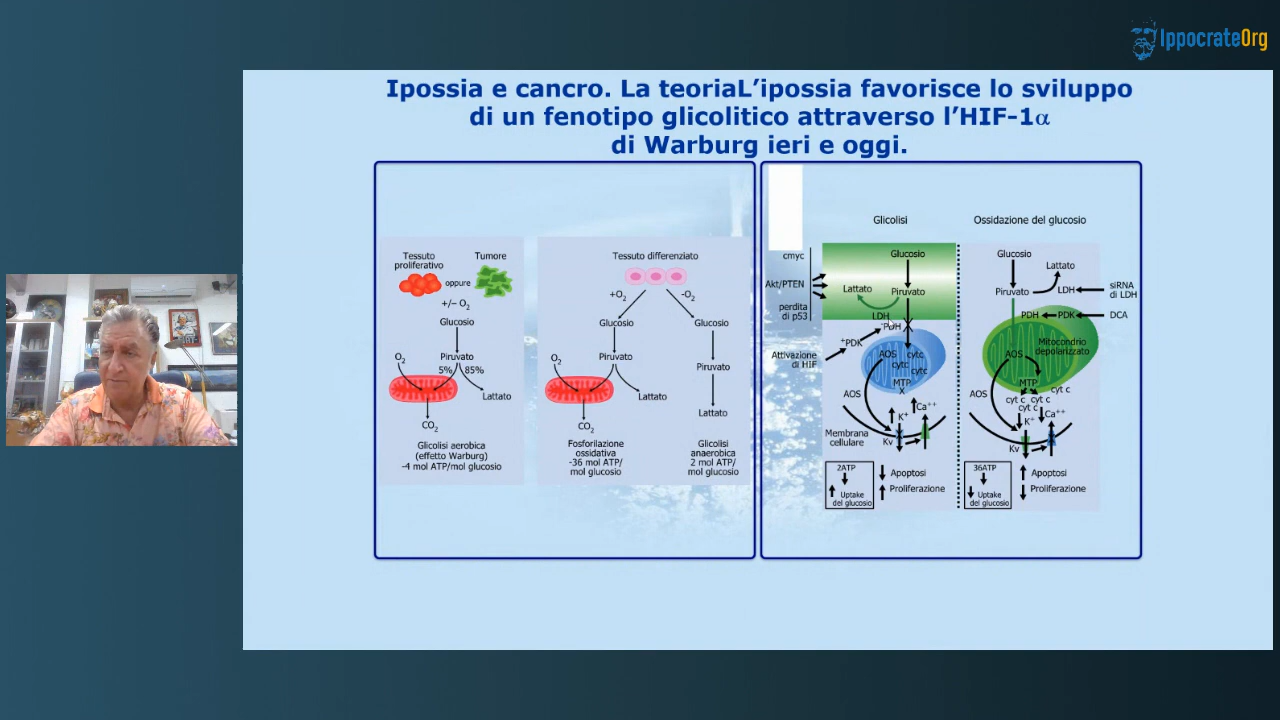 IppocrateOrg
Ipossia e cancro. La teoriaL’ipossia favorisce lo sviluppo
di un fenotipo glicolitico attraverso l’HIF-1α
di Warburg ieri e oggi.
Tessuto
proliferativo
oppure
Tumore
+/− O2
Glucosio
O2
Piruvato
5%
85%
Lattato
CO2
Glicolisi aerobica
(effetto Warburg)
-4 mol ATP/mol glucosio
Tessuto differenziato
+O2
-O2
Glucosio
O2
Piruvato
Lattato
CO2
Fosforilazione
ossidativa
-36 mol ATP/
mol glucosio
Glucosio
Piruvato
Lattato
Glicolisi
anaerobica
2 mol ATP/
mol glucosio
Glicolisi
cmyc
Akt/PTEN
perdita
di p53
Glucosio
Lattato
Piruvato
LDH
PDH
+PDK
Attivazione
di HIF
AOS
cytc
cytc
cytc
MTP
X
AOS
Ca++
K+
Membrana
cellulare
Kv
2ATP
Uptake
del glucosio
Apoptosi
Proliferazione
Ossidazione del glucosio
Glucosio
Lattato
Piruvato
LDH
siRNA
di LDH
PDH
PDK
DCA
Mitocondrio
depolarizzato
AOS
MTP
cyt c
cyt c
cyt c
cyt c
AOS
Ca++
K+
Kv
36ATP
Uptake
del glucosio
Apoptosi
Proliferazione